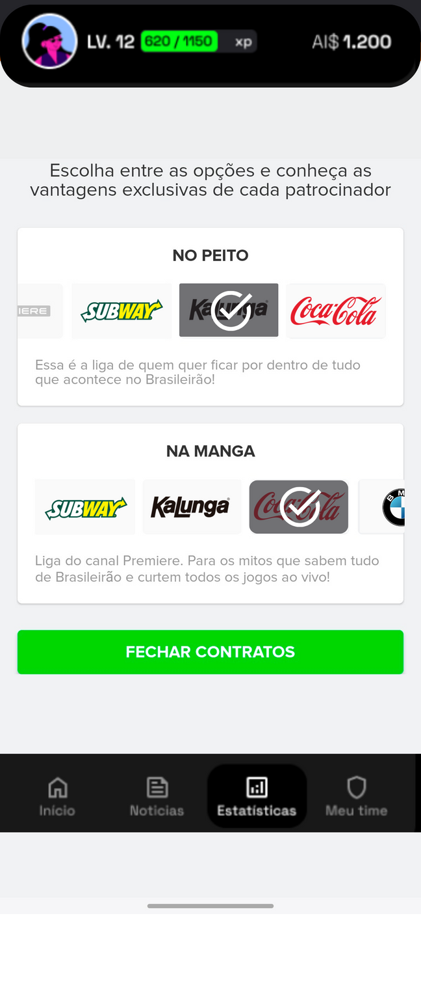 LV. 12 620 / 1150 xp AI$ 1.200
Escolha entre as opções e conheça as
vantagens exclusivas de cada patrocinador
NO PEITO
IERE SUBWAY Kalunga Coca-Cola
Essa é a liga de quem quer ficar por dentro de tudo
que acontece no Brasileirão!
NA MANGA
SUBWAY Kalunga Coca-Cola B M
Liga do canal Premiere. Para os mitos que sabem tudo
de Brasileirão e curtem todos os jogos ao vivo!
FECHAR CONTRATOS
Início Noticias Estatísticas Meu time